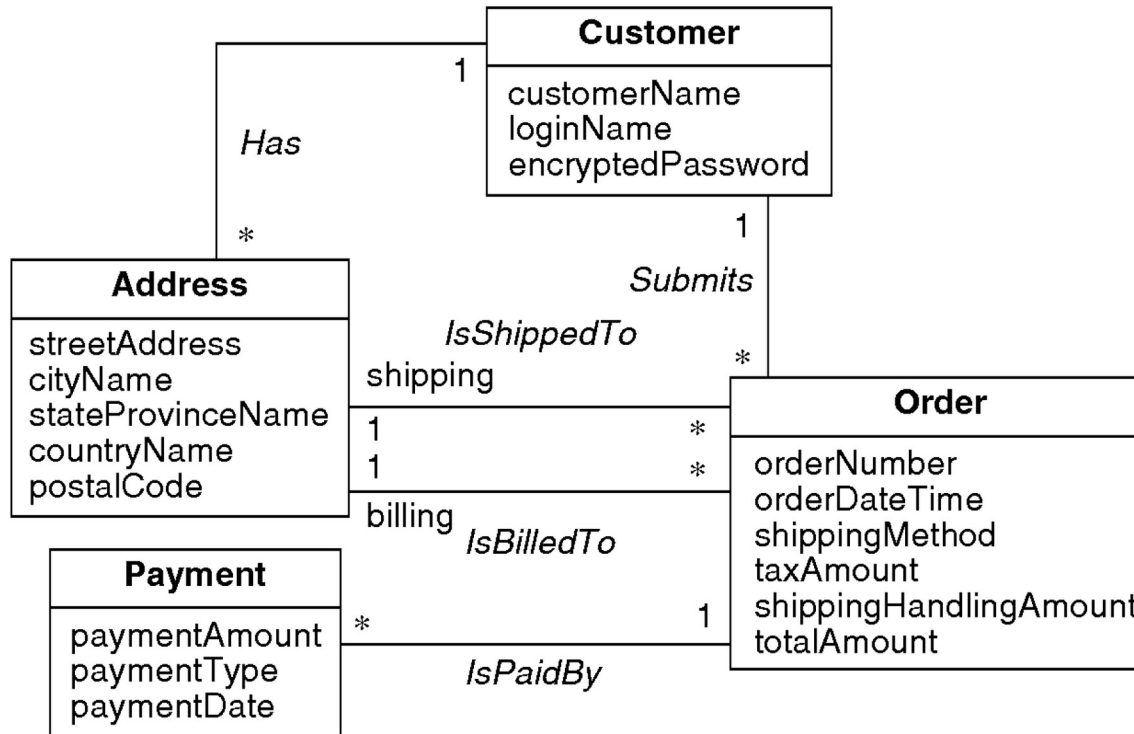 Customer
customerName
loginName
encryptedPassword
1
Has
*
1
Submits
*
Address
streetAddress
cityName
stateProvinceName
countryName
postalCode
IsShippedTo
shipping
1
*
1
*
billing
IsBilledTo
Order
orderNumber
orderDateTime
shippingMethod
taxAmount
shippingHandlingAmount
totalAmount
Payment
paymentAmount
paymentType
paymentDate
*
1
IsPaidBy